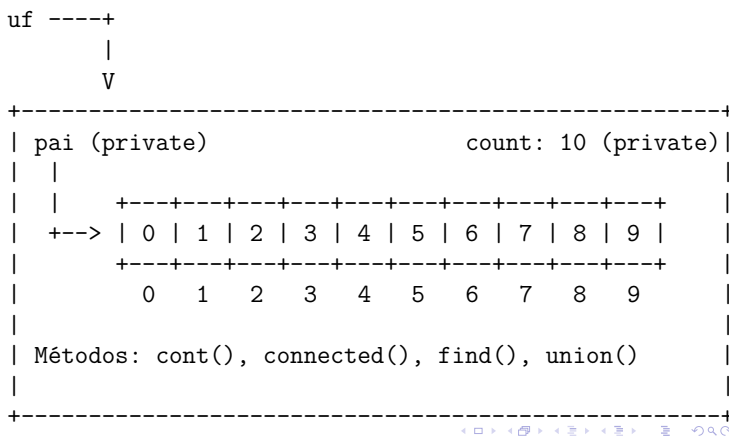 uf ----+
       |
       V
+------------------------------------------------------+
| pai (private)                   count: 10 (private)|
|  |                                                   |
|  |    +---+---+---+---+---+---+---+---+---+---+    |
|  +--> | 0 | 1 | 2 | 3 | 4 | 5 | 6 | 7 | 8 | 9 |    |
|       +---+---+---+---+---+---+---+---+---+---+    |
|         0   1   2   3   4   5   6   7   8   9      |
|                                                      |
| Métodos: cont(), connected(), find(), union()      |
|                                                      |
+------------------------------------------------------+